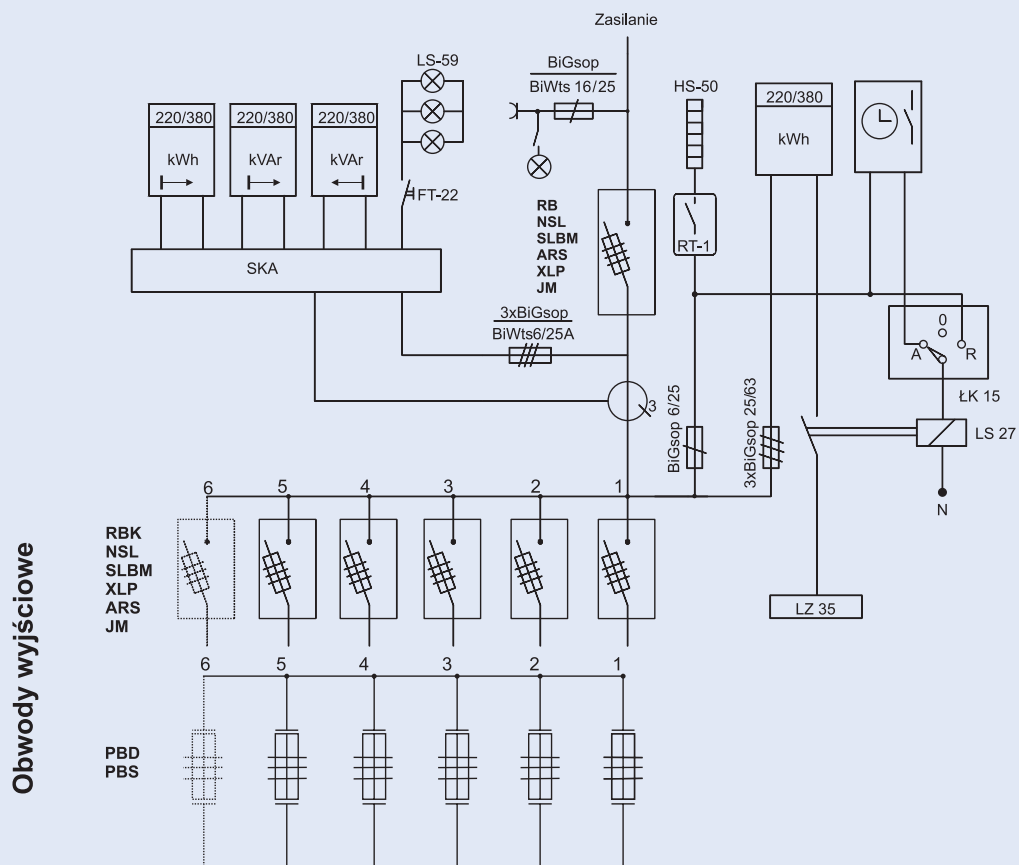 Zasilanie
LS-59
BiGsop
BiWts 16/25
HS-50
220/380
kWh
220/380
kVAr
220/380
kVAr
220/380
kWh
FT-22
RB
NSL
SLBM
ARS
XLP
JM
RT-1
SKA
3xBiGsop
BiWts6/25A
0
A
R
ŁK 15
3
LS 27
BiGsop 6/25
3xBiGsop 25/63
N
6
5
4
3
2
1
RBK
NSL
SLBM
XLP
ARS
JM
LZ 35
Obwody wyjściowe
6
5
4
3
2
1
PBD
PBS